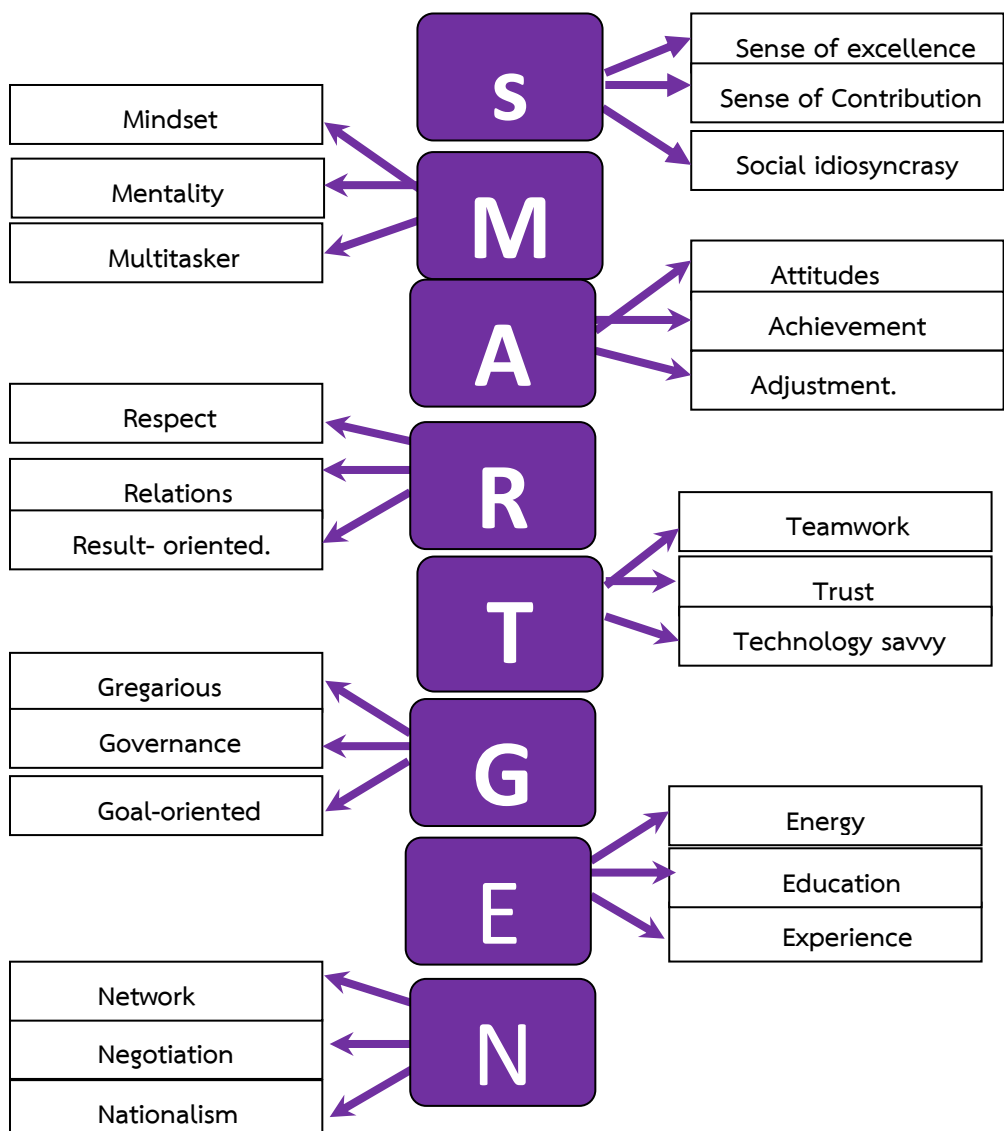 s
Sense of excellence
Sense of Contribution
Social idiosyncrasy
M
Mindset
Mentality
Multitasker
A
Attitudes
Achievement
Adjustment.
R
Respect
Relations
Result- oriented.
T
Teamwork
Trust
Technology savvy
G
Gregarious
Governance
Goal-oriented
E
Energy
Education
Experience
N
Network
Negotiation
Nationalism